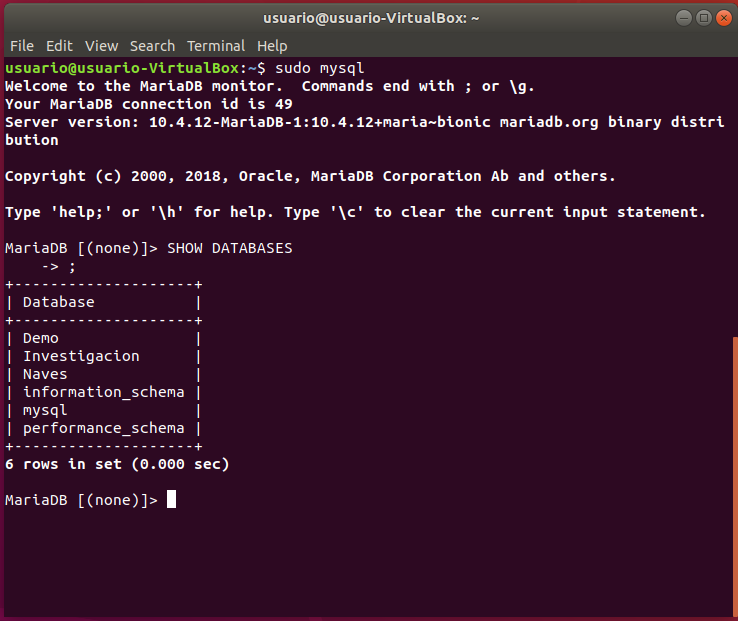 usuario@usuario-VirtualBox: ~
File Edit View Search Terminal Help
usuario@usuario-VirtualBox:~$ sudo mysql
Welcome to the MariaDB monitor.  Commands end with ; or \g.
Your MariaDB connection id is 49
Server version: 10.4.12-MariaDB-1:10.4.12+maria~bionic mariadb.org binary distri
bution
Copyright (c) 2000, 2018, Oracle, MariaDB Corporation Ab and others.
Type 'help;' or '\h' for help. Type '\c' to clear the current input statement.
MariaDB [(none)]> SHOW DATABASES
    -> ;
+--------------------+
| Database           |
+--------------------+
| Demo               |
| Investigacion      |
| Naves              |
| information_schema |
| mysql              |
| performance_schema |
+--------------------+
6 rows in set (0.000 sec)
MariaDB [(none)]>